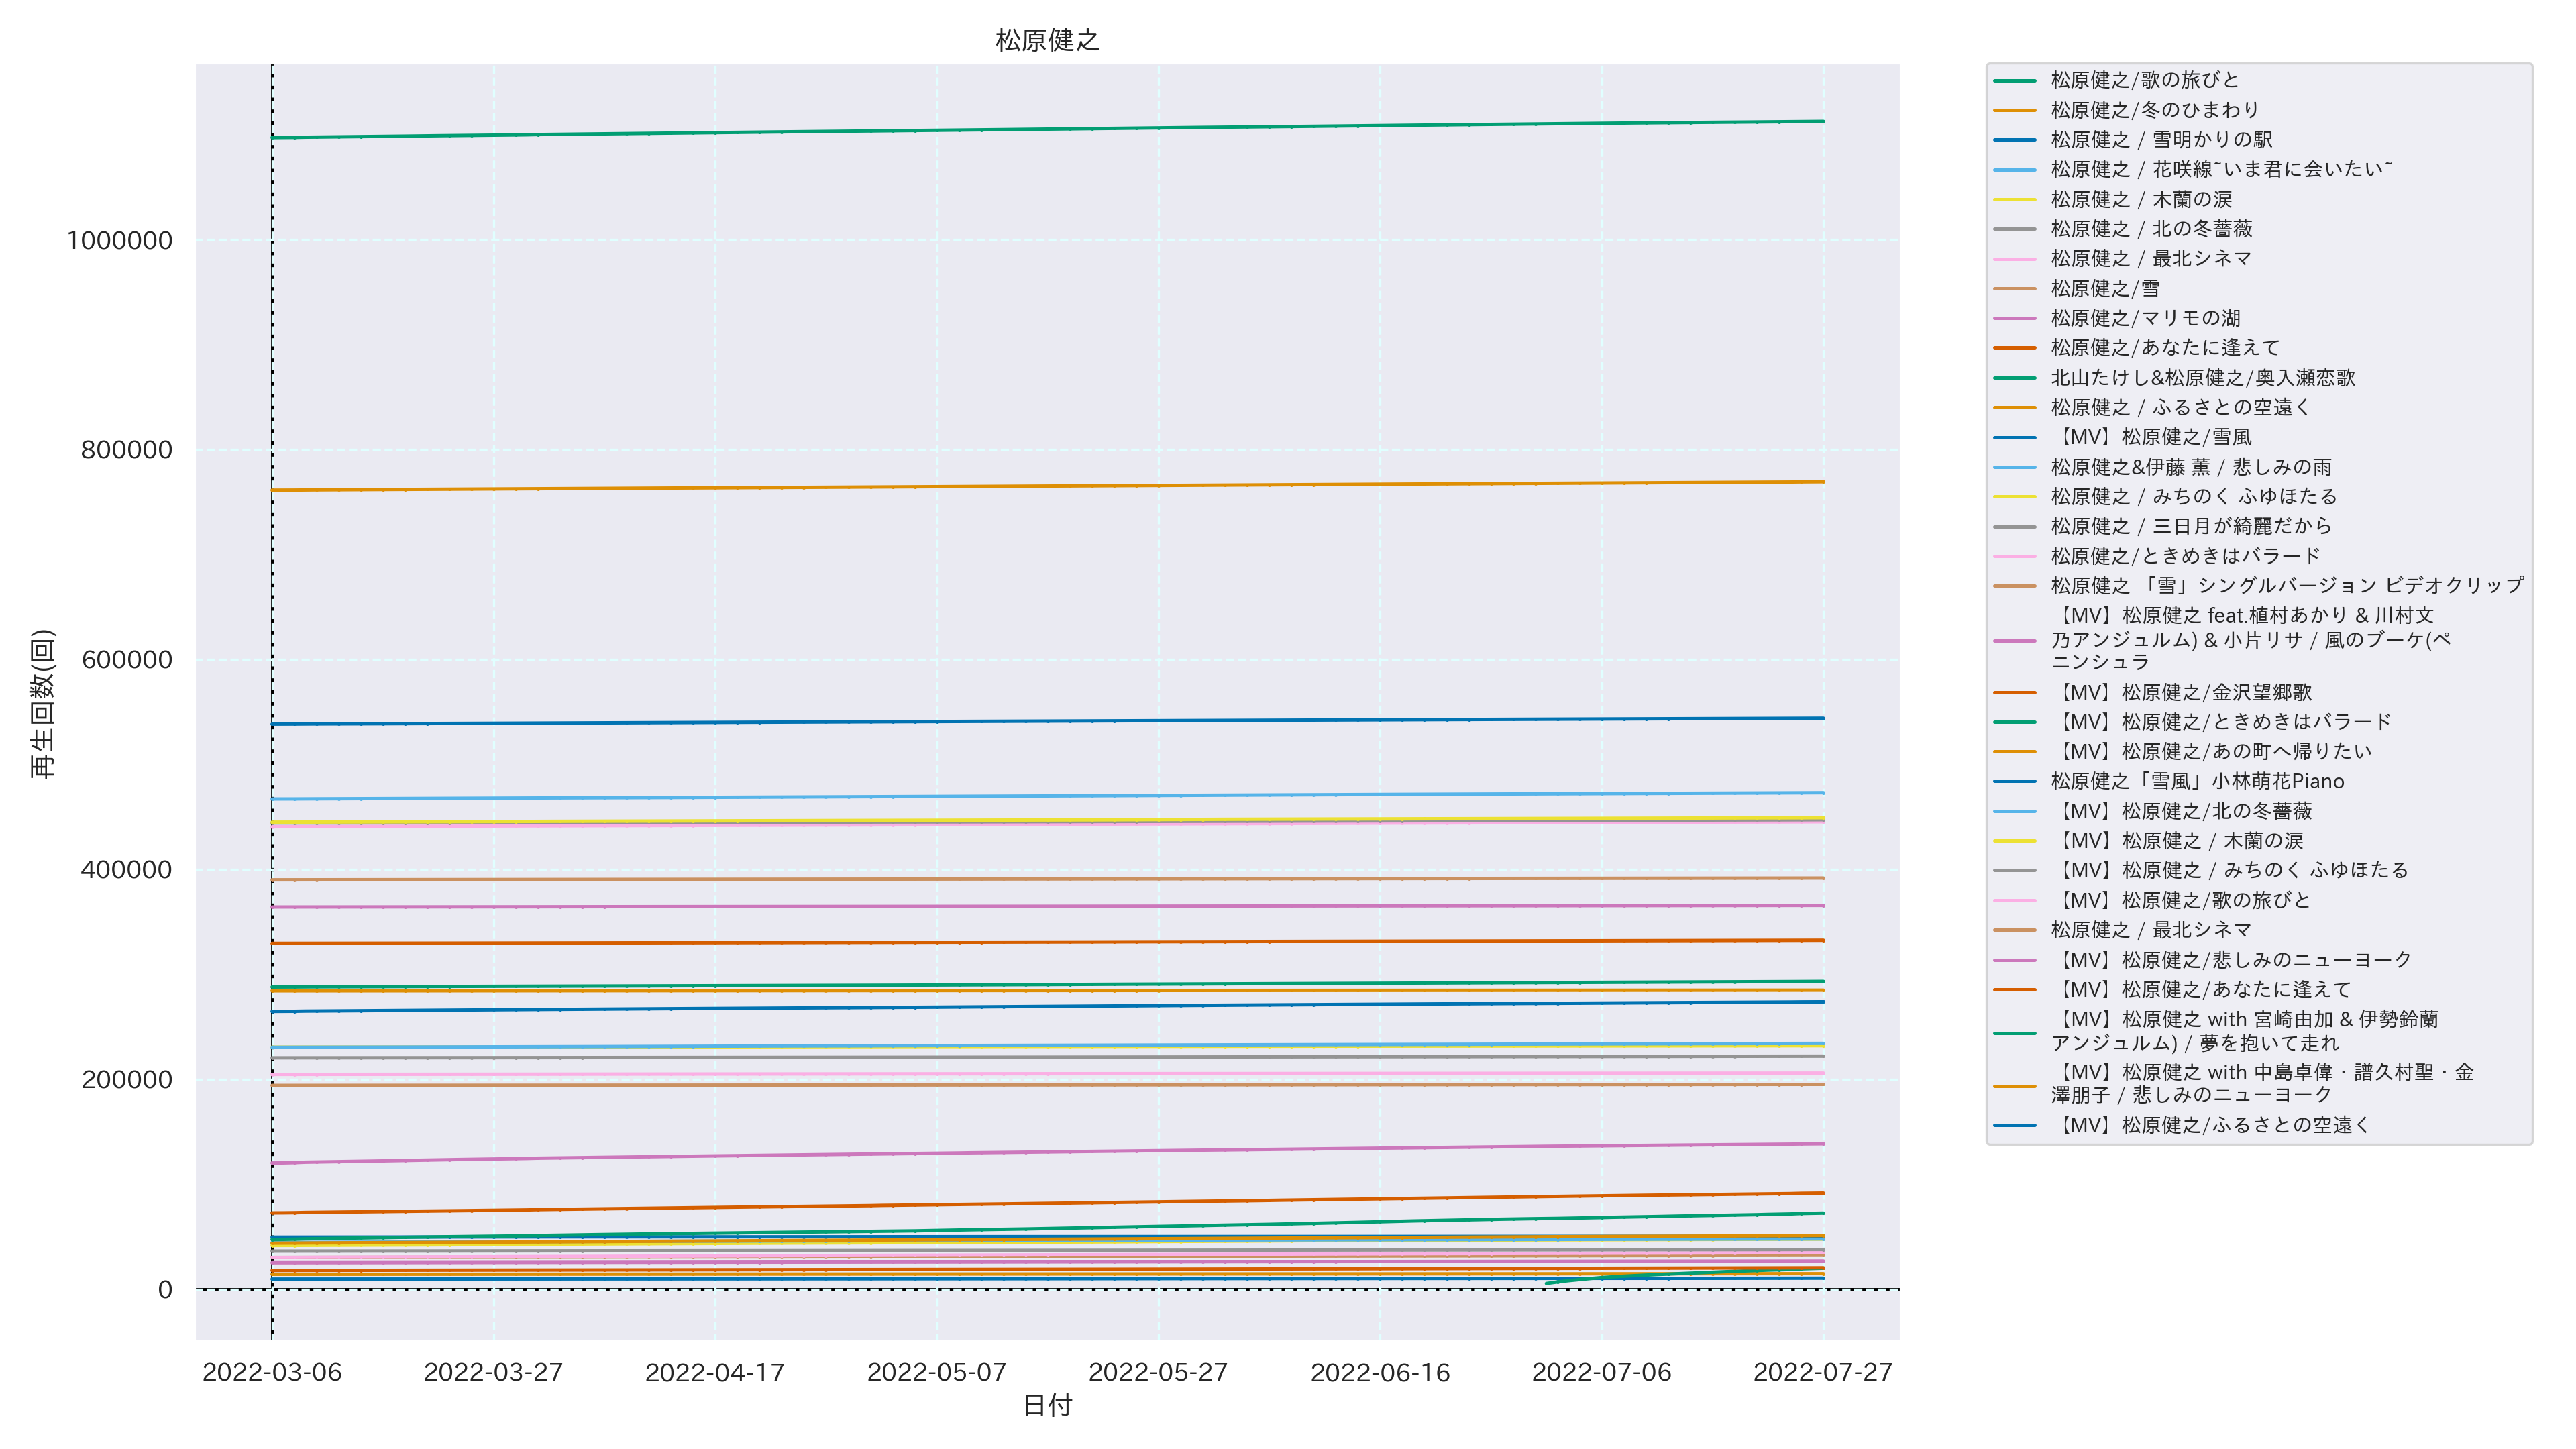 松原健之
再生回数(回)
1000000
800000
600000
400000
200000
0
2022-03-06
2022-03-27
2022-04-17
2022-05-07
2022-05-27
2022-06-16
2022-07-06
2022-07-27
日付
松原健之/歌の旅びと
松原健之/冬のひまわり
松原健之 / 雪明かりの駅
松原健之 / 花咲線~いま君に会いたい~
松原健之 / 木蘭の涙
松原健之 / 北の冬薔薇
松原健之 / 最北シネマ
松原健之/雪
松原健之/マリモの湖
松原健之/あなたに逢えて
北山たけし&松原健之/奥入瀬恋歌
松原健之 / ふるさとの空遠く
【MV】松原健之/雪風
松原健之&伊藤 薫 / 悲しみの雨
松原健之 / みちのく ふゆほたる
松原健之 / 三日月が綺麗だから
松原健之/ときめきはバラード
松原健之 「雪」シングルバージョン ビデオクリップ
【MV】松原健之 feat.植村あかり & 川村文
乃アンジュルム) & 小片リサ / 風のブーケ(ペ
ニンシュラ
【MV】松原健之/金沢望郷歌
【MV】松原健之/ときめきはバラード
【MV】松原健之/あの町へ帰りたい
松原健之「雪風」小林萌花Piano
【MV】松原健之/北の冬薔薇
【MV】松原健之 / 木蘭の涙
【MV】松原健之 / みちのく ふゆほたる
【MV】松原健之/歌の旅びと
松原健之 / 最北シネマ
【MV】松原健之/悲しみのニューヨーク
【MV】松原健之/あなたに逢えて
【MV】松原健之 with 宮崎由加 & 伊勢鈴蘭
アンジュルム) / 夢を抱いて走れ
【MV】松原健之 with 中島卓偉・譜久村聖・金
澤朋子 / 悲しみのニューヨーク
【MV】松原健之/ふるさとの空遠く